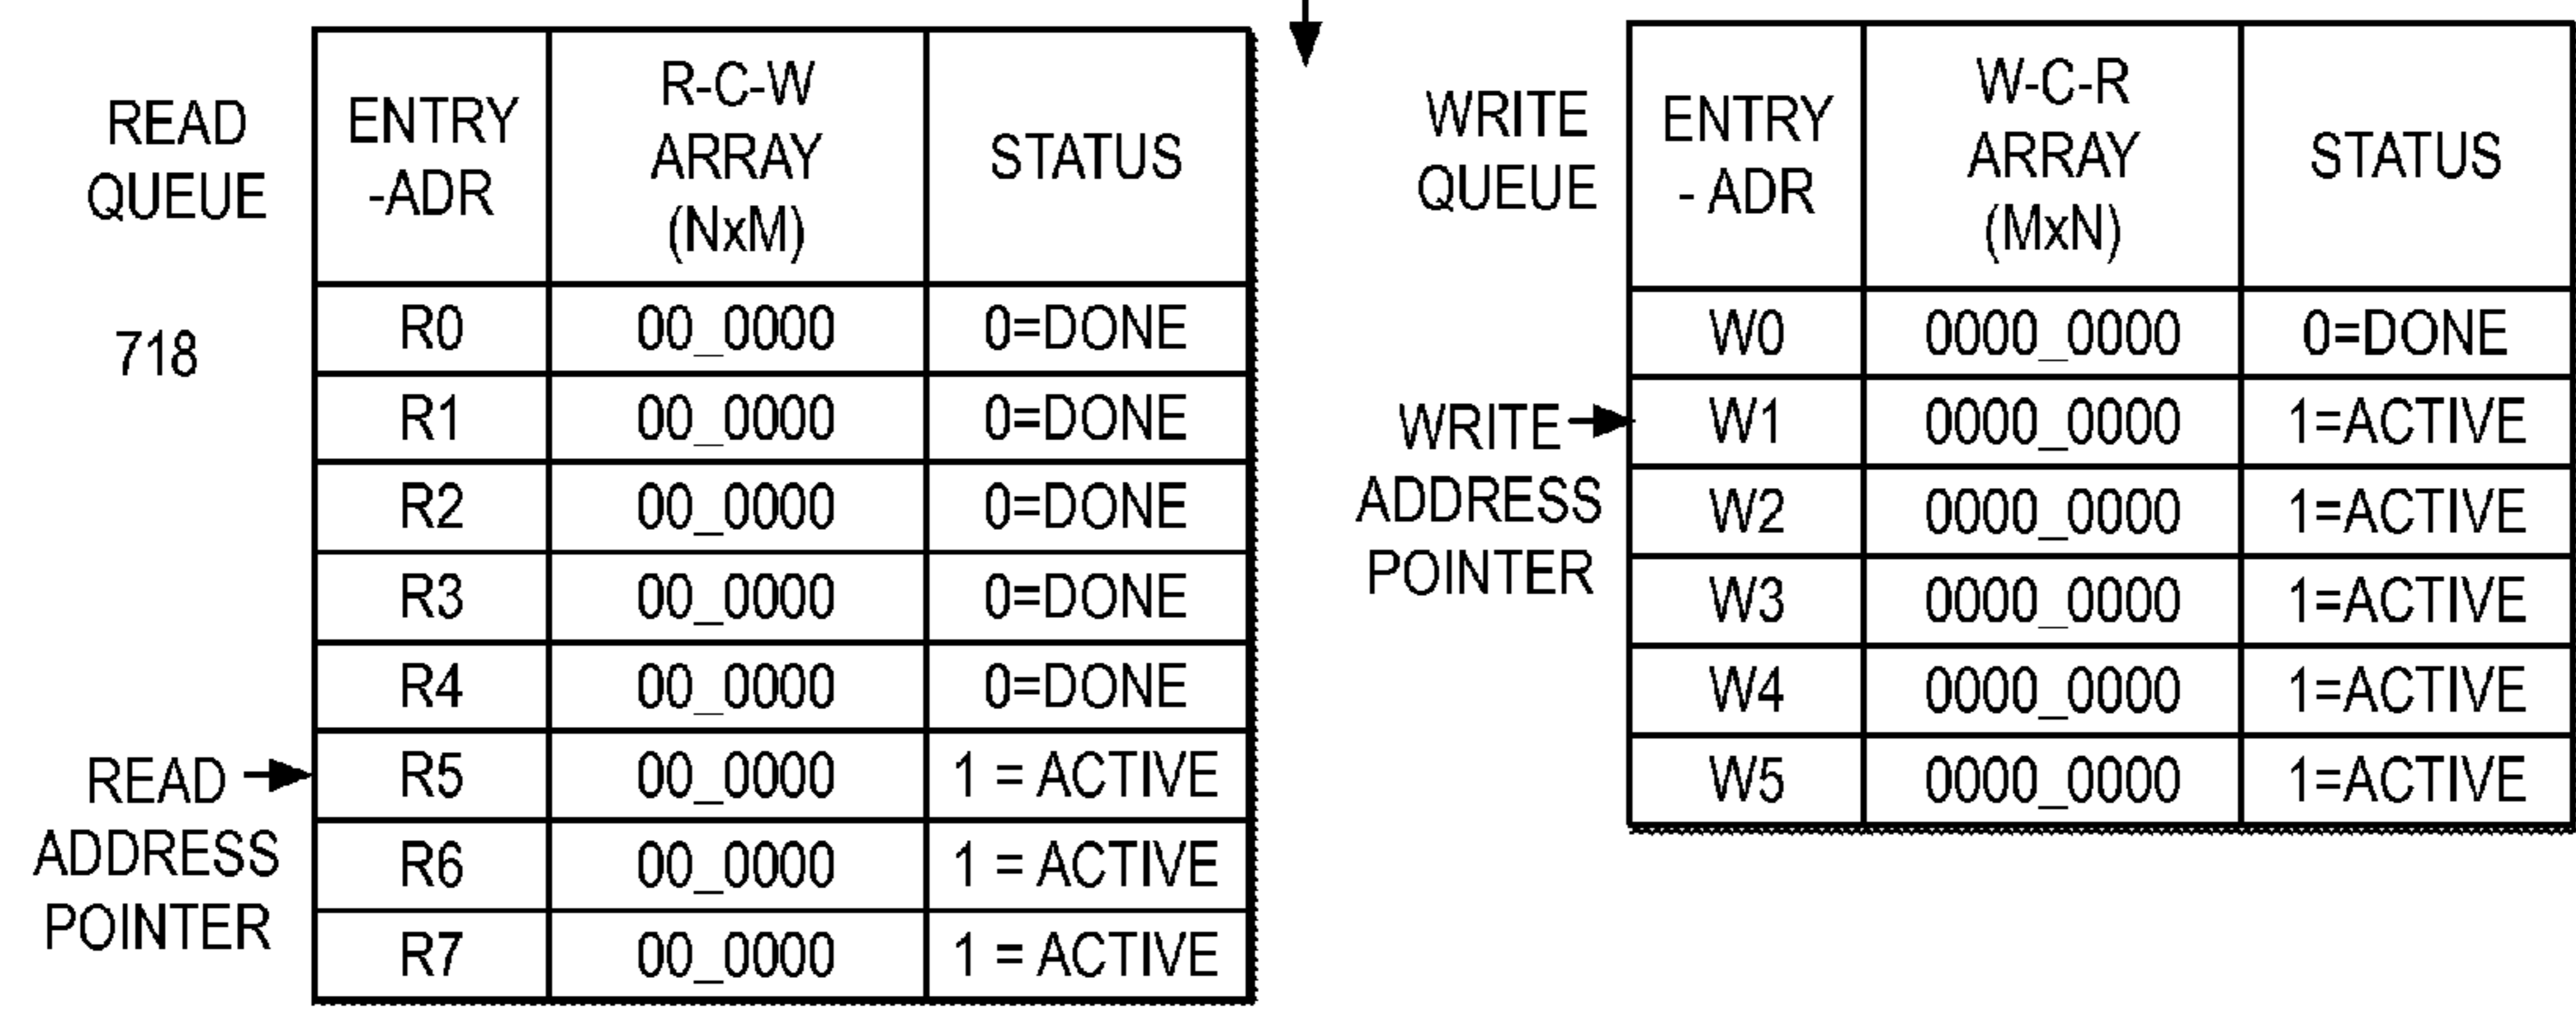 READ
QUEUE
718
READ
ADDRESS
POINTER
ENTRY
-ADR
R-C-W
ARRAY
(NxM)
STATUS
R0 00_0000 0=DONE
R1 00_0000 0=DONE
R2 00_0000 0=DONE
R3 00_0000 0=DONE
R4 00_0000 0=DONE
R5 00_0000 1 = ACTIVE
R6 00_0000 1 = ACTIVE
R7 00_0000 1 = ACTIVE
WRITE
QUEUE
WRITE
ADDRESS
POINTER
ENTRY
- ADR
W-C-R
ARRAY
(MxN)
STATUS
W0 0000_0000 0=DONE
W1 0000_0000 1=ACTIVE
W2 0000_0000 1=ACTIVE
W3 0000_0000 1=ACTIVE
W4 0000_0000 1=ACTIVE
W5 0000_0000 1=ACTIVE